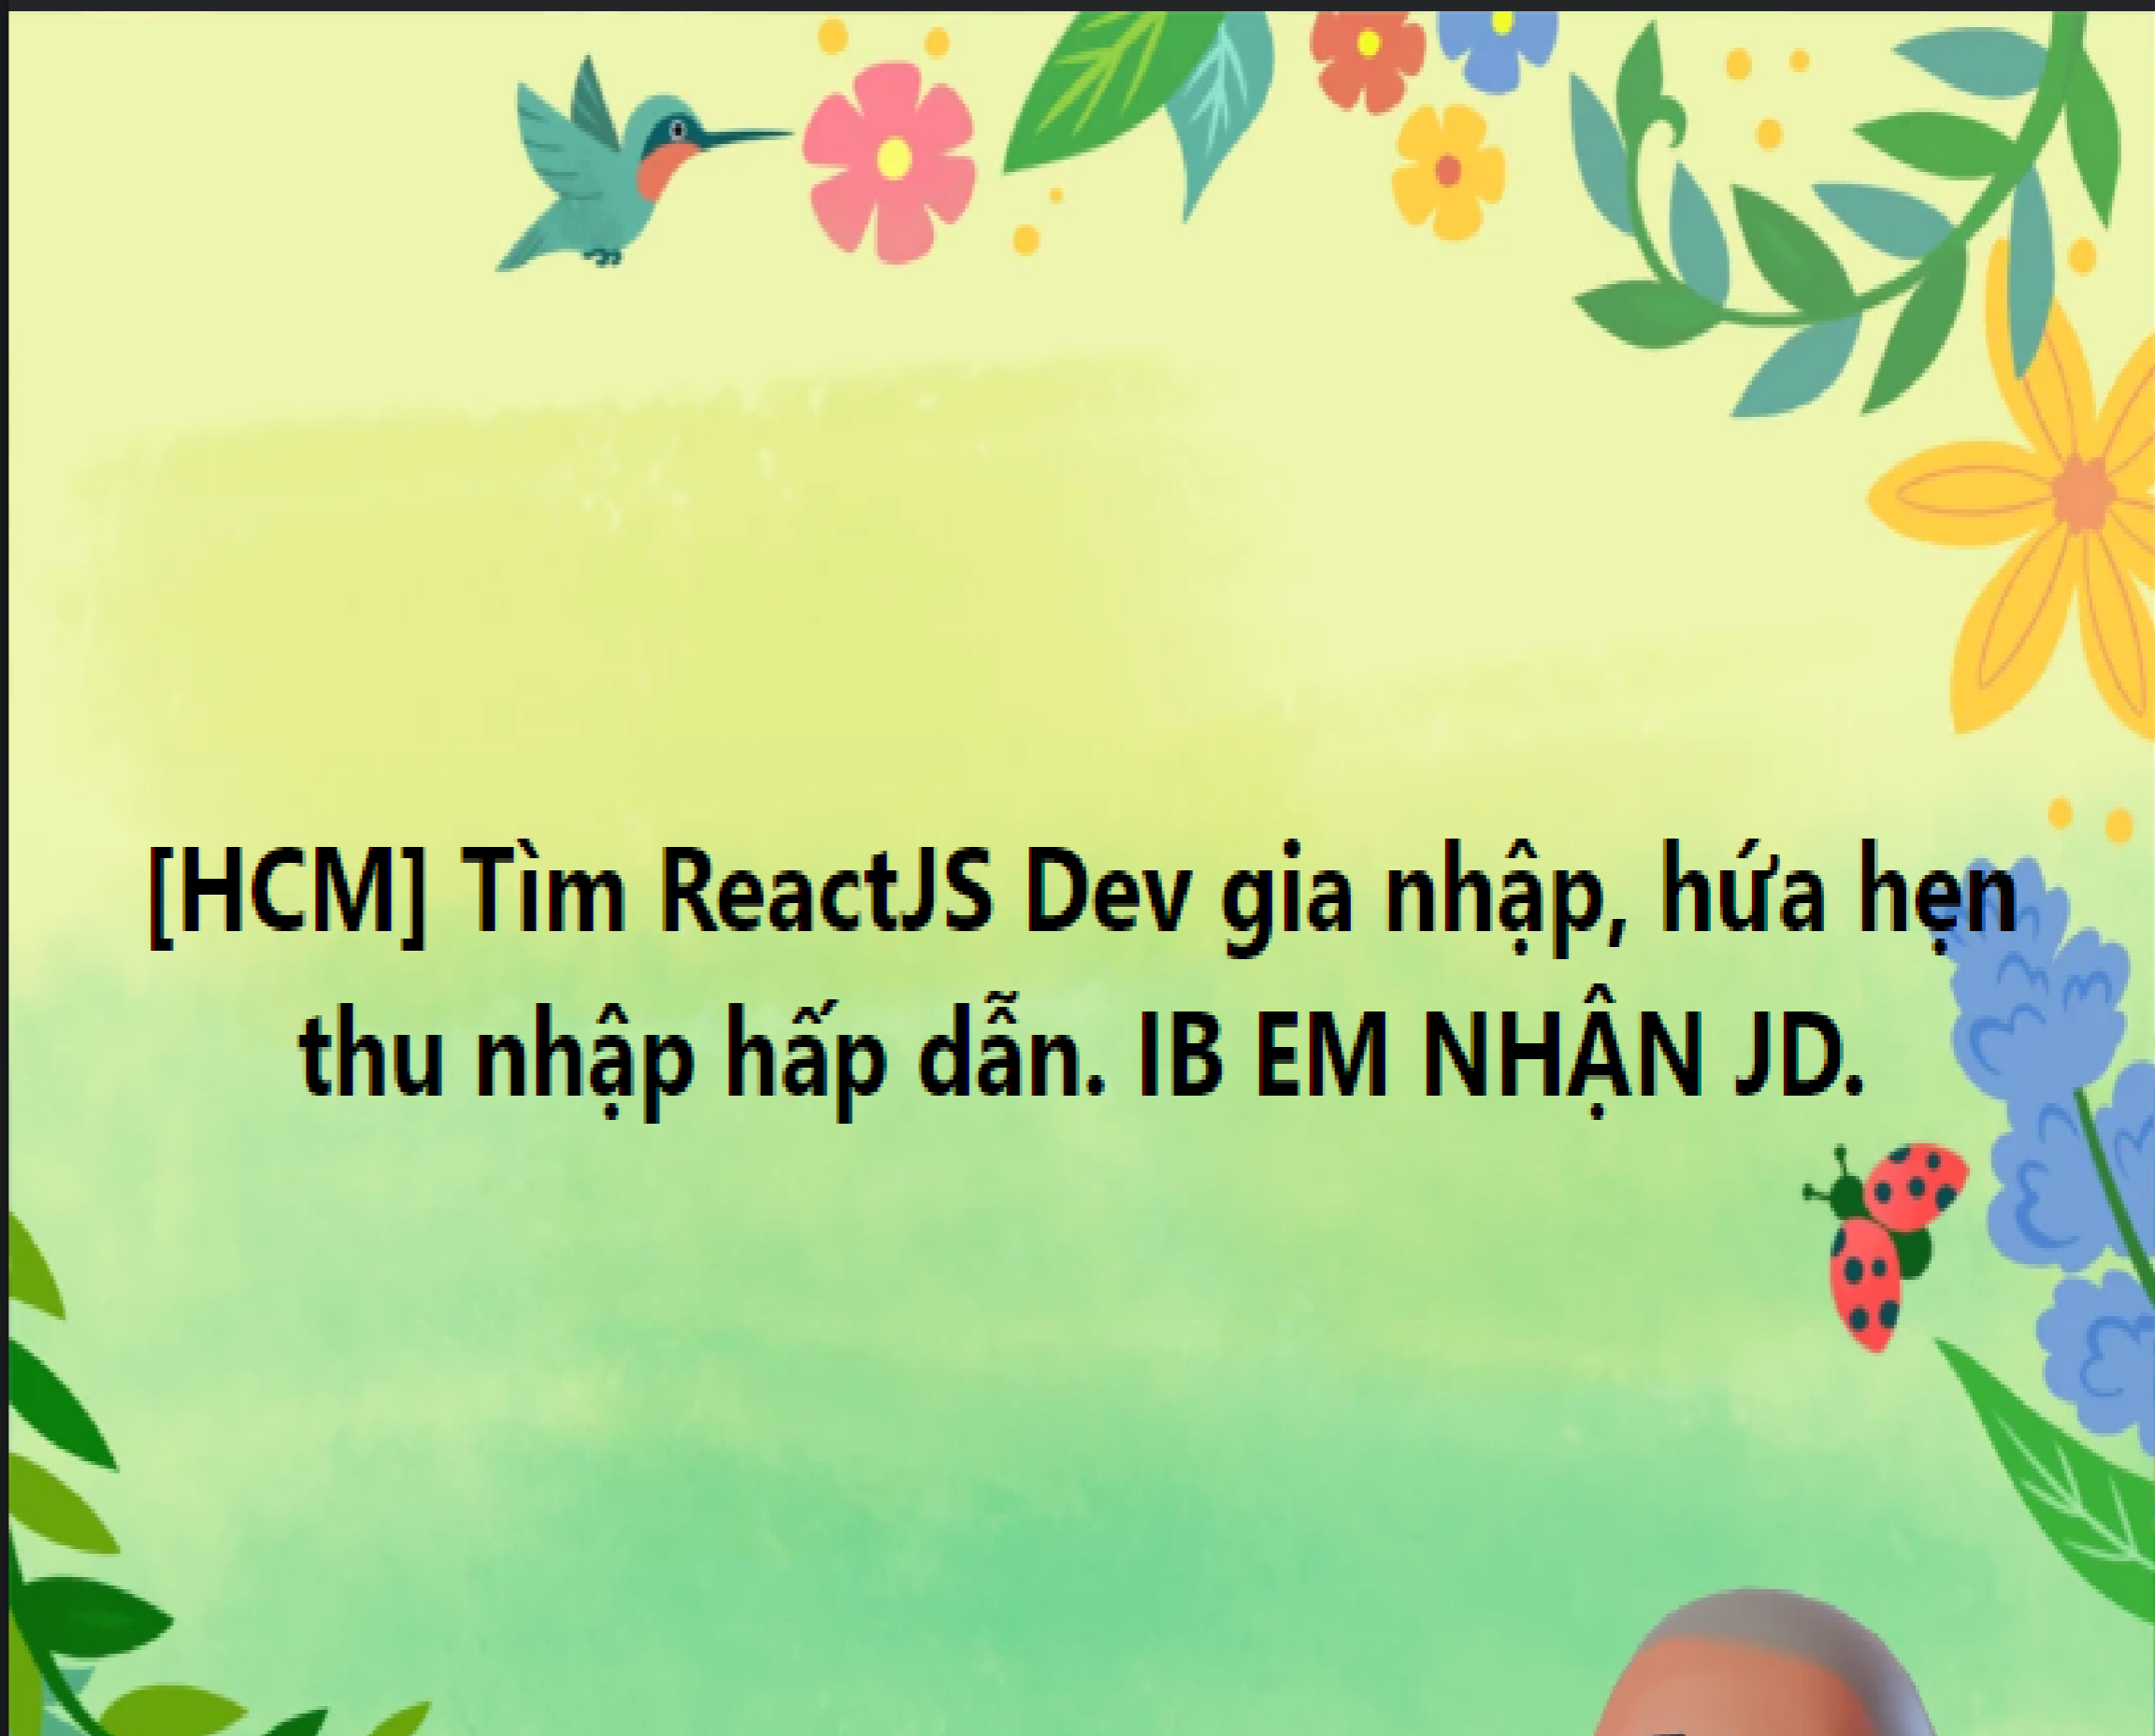 [HCM] Tìm ReactJS Dev gia nhập, hứa hẹn
thu nhập hấp dẫn. IB EM NHẬN JD.